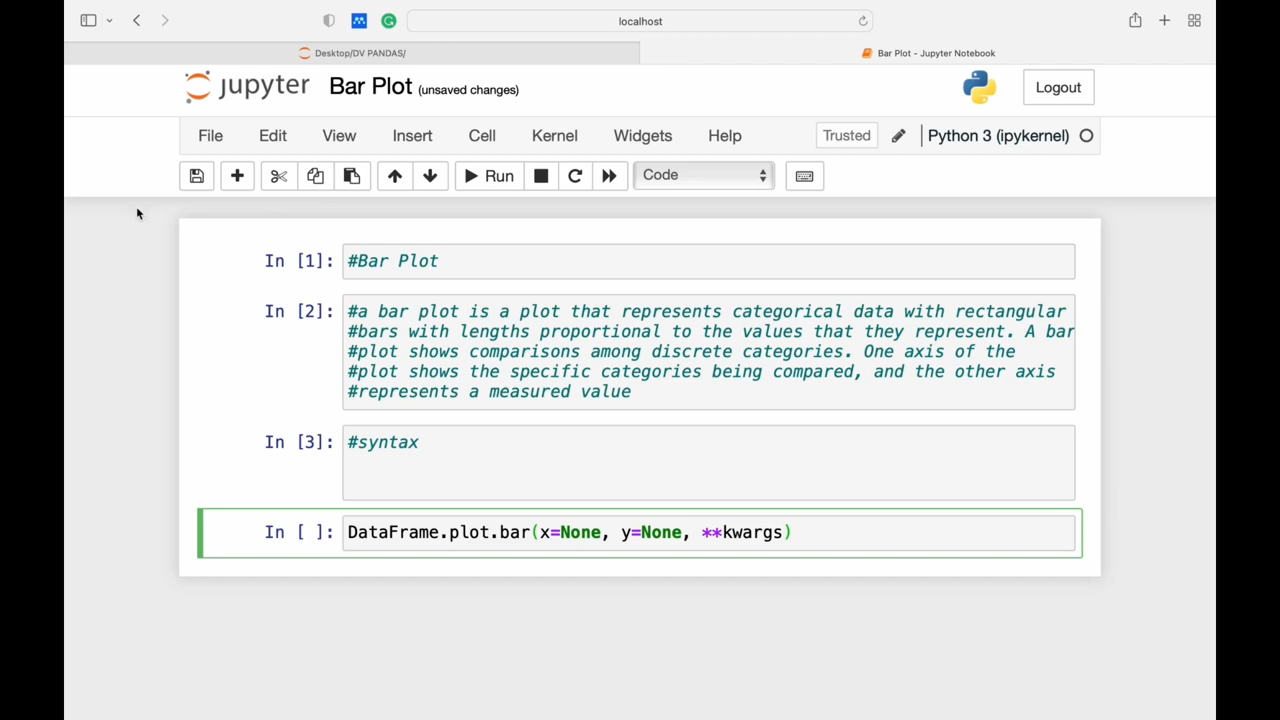 localhost
Desktop/DV PANDAS/
Bar Plot - Jupyter Notebook
jupyter Bar Plot (unsaved changes)
Logout
File Edit View Insert Cell Kernel Widgets Help Trusted Python 3 (ipykernel)
Run Code
In [1]: #Bar Plot
In [2]: #a bar plot is a plot that represents categorical data with rectangular
#bars with lengths proportional to the values that they represent. A bar
#plot shows comparisons among discrete categories. One axis of the
#plot shows the specific categories being compared, and the other axis
#represents a measured value
In [3]: #syntax
In [ ]: DataFrame.plot.bar(x=None, y=None, **kwargs)